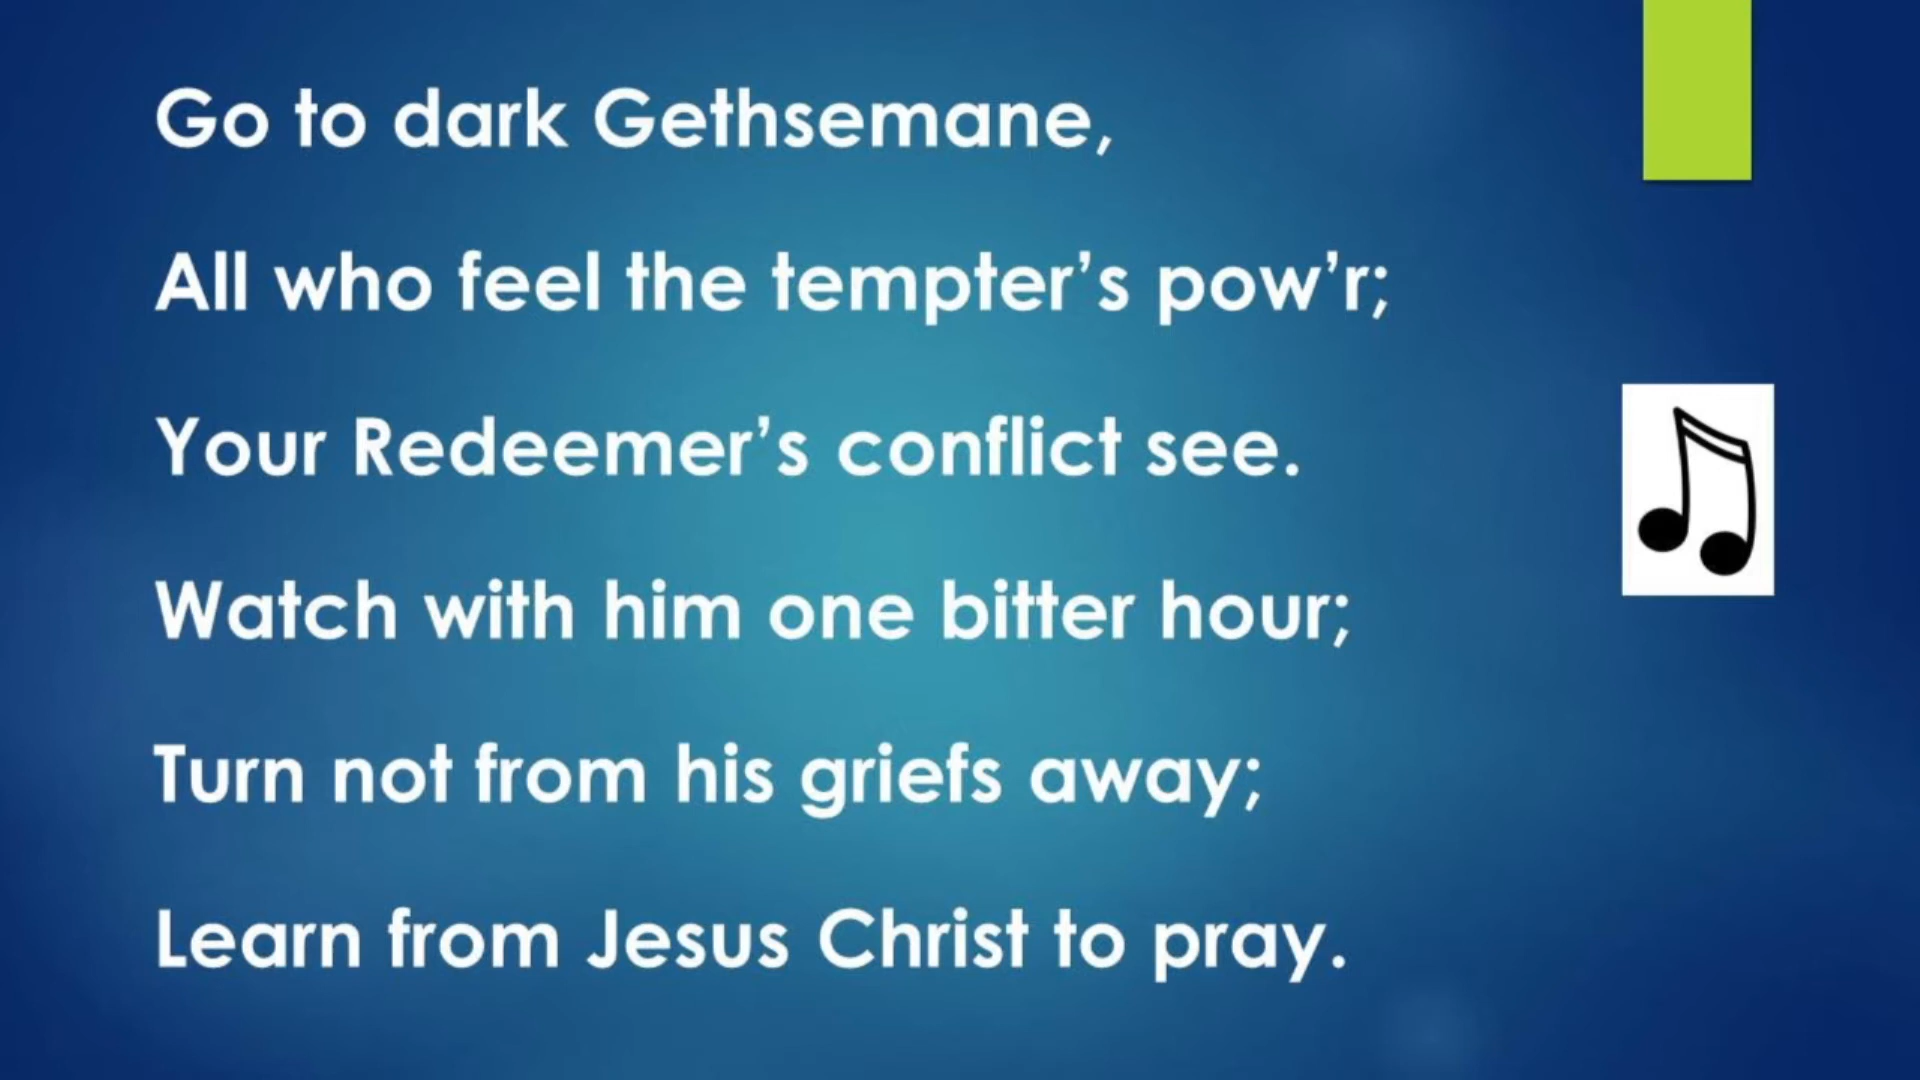 Go to dark Gethsemane,
All who feel the tempter’s pow’r;
Your Redeemer’s conflict see.
Watch with him one bitter hour;
Turn not from his griefs away;
Learn from Jesus Christ to pray.